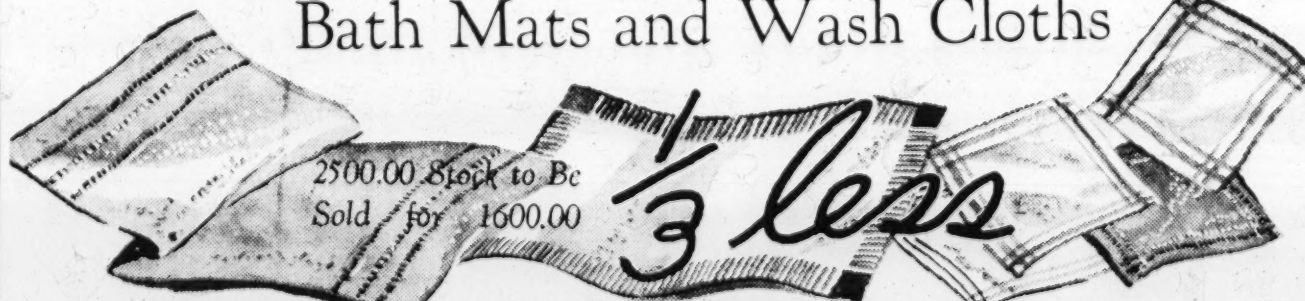 Bath Mats and Wash Cloths
2500.00 Stock to Be
Sold for 1600.00
1/3 less